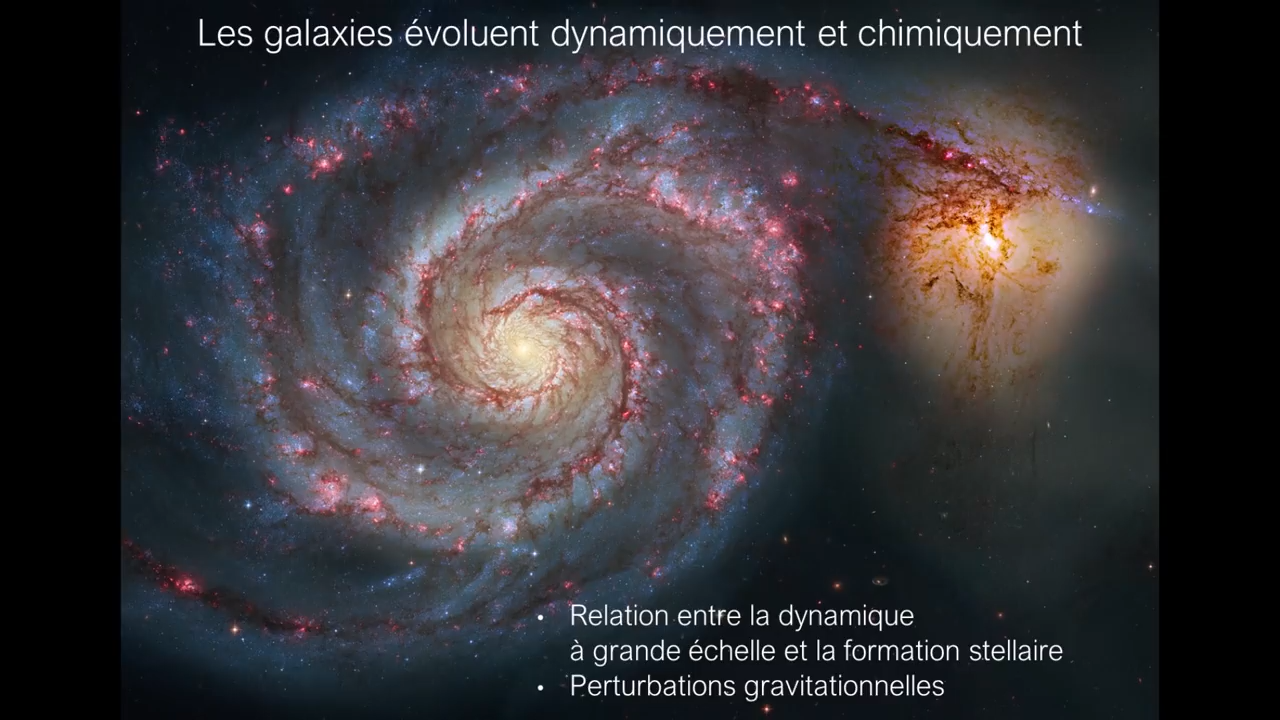 Les galaxies évoluent dynamiquement et chimiquement
• Relation entre la dynamique
à grande échelle et la formation stellaire
• Perturbations gravitationnelles